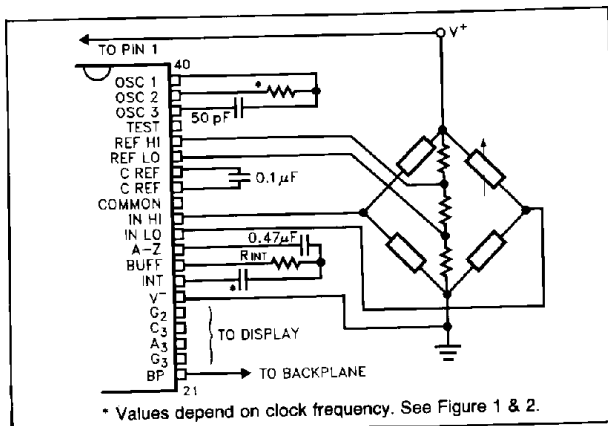 V+
TO PIN 1
40
OSC 1
OSC 2
*
OSC 3
50 pF
TEST
REF HI
REF LO
C REF
0.1 µF
C REF
COMMON
IN HI
IN LO
0.47µF
A-Z
RINT
BUFF
INT
*
V−
G2
C3
TO DISPLAY
A3
G3
BP
TO BACKPLANE
21
* Values depend on clock frequency. See Figure 1 & 2.